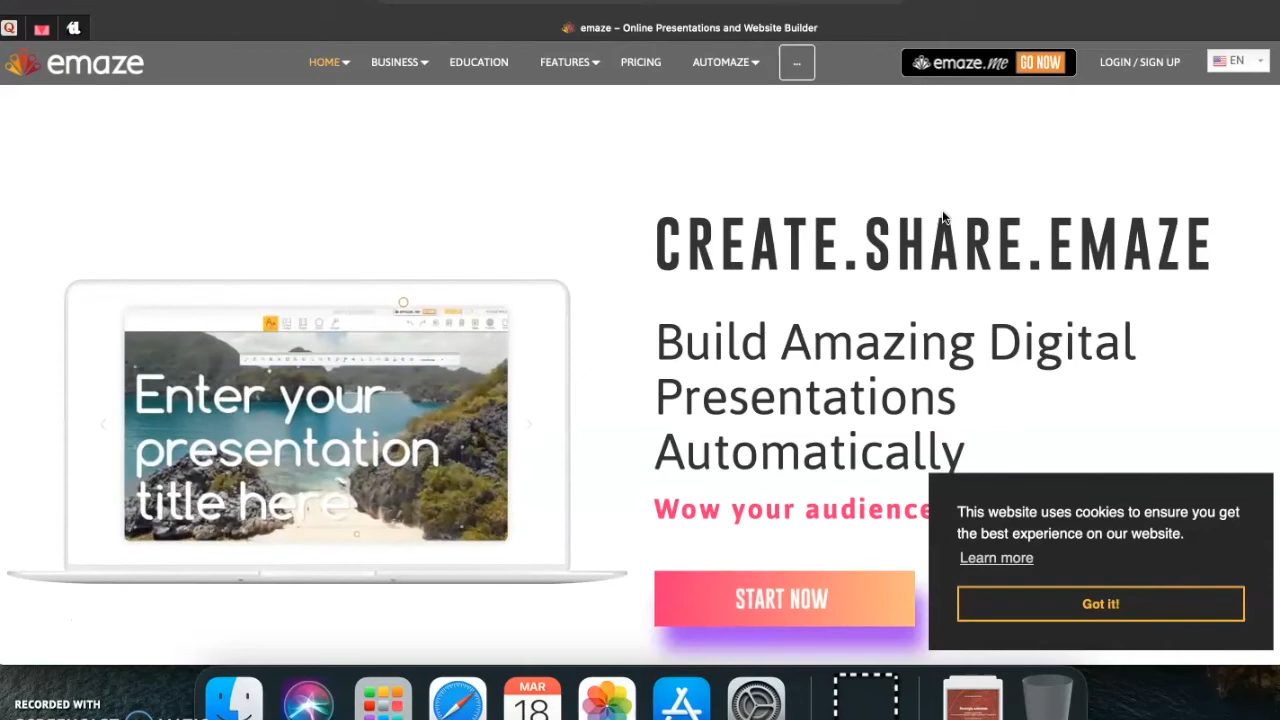 emaze – Online Presentations and Website Builder
emaze
HOME
BUSINESS
EDUCATION
FEATURES
PRICING
AUTOMAZE
...
emaze.me GO NOW
LOGIN / SIGN UP
EN
CREATE.SHARE.EMAZE
Build Amazing Digital
Presentations
Automatically
Wow your audience
START NOW
Enter your
presentation
title here
This website uses cookies to ensure you get
the best experience on our website.
Learn more
Got it!
MAR
18
RECORDED WITH